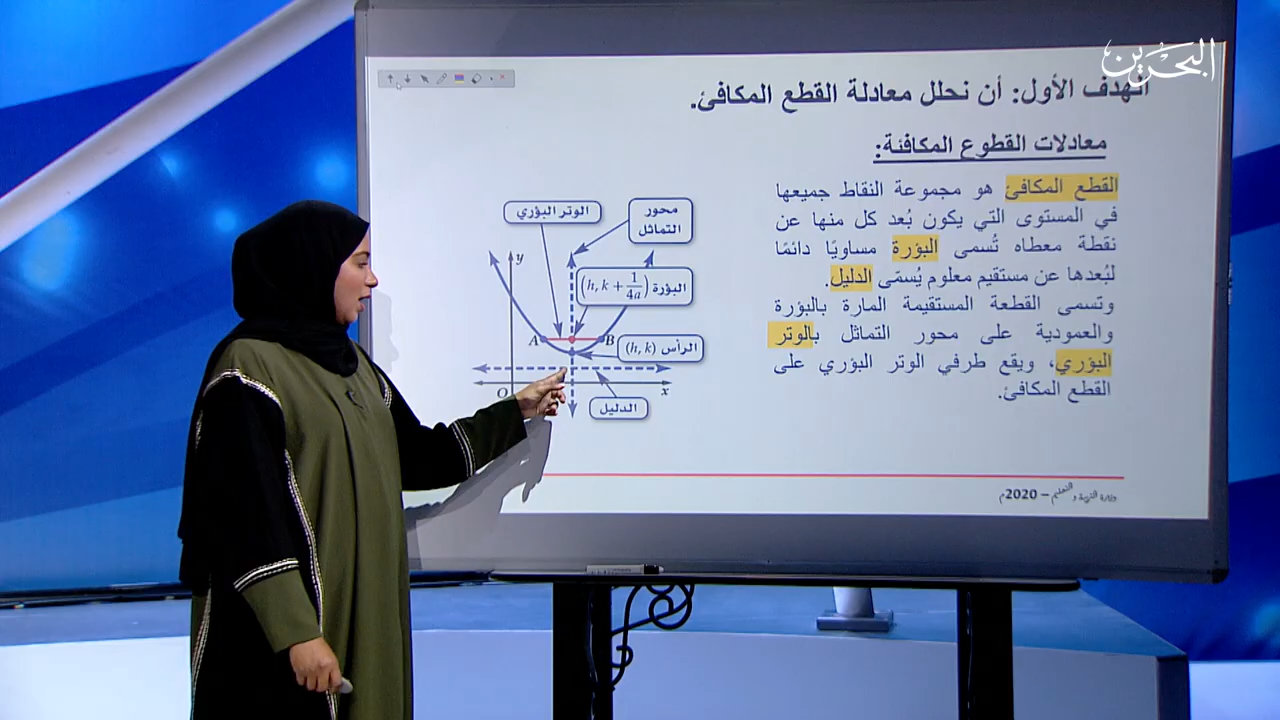 البحرين
الهدف الأول: أن نحلل معادلة القطع المكافئ.
معادلات القطوع المكافئة:
القطع المكافئ هو مجموعة النقاط جميعها
في المستوى التي يكون بُعد كل منها عن
نقطة معطاه تُسمى البؤرة مساويًا دائمًا
لبُعدها عن مستقيم معلوم يُسمّى الدليل.
وتسمى القطعة المستقيمة المارة بالبؤرة
والعمودية على محور التماثل بالوتر
البؤري، ويقع طرفي الوتر البؤري على
القطع المكافئ.
محور
التماثل
الوتر البؤري
y
البؤرة (h, k + 1/4a)
A
B
الرأس (h, k)
O
x
الدليل
وزارة التربية و التعليم – 2020م